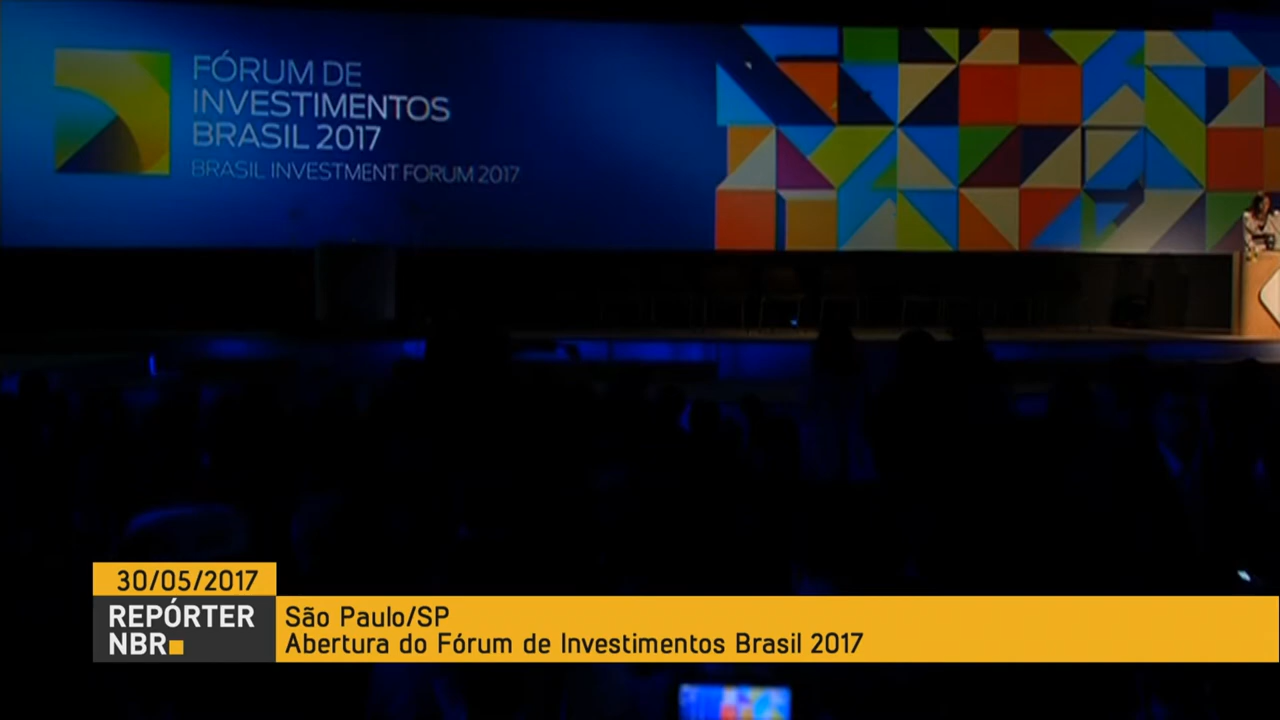 FÓRUM DE
INVESTIMENTOS
BRASIL 2017
BRASIL INVESTMENT FORUM 2017
30/05/2017
REPÓRTER
NBR
São Paulo/SP
Abertura do Fórum de Investimentos Brasil 2017